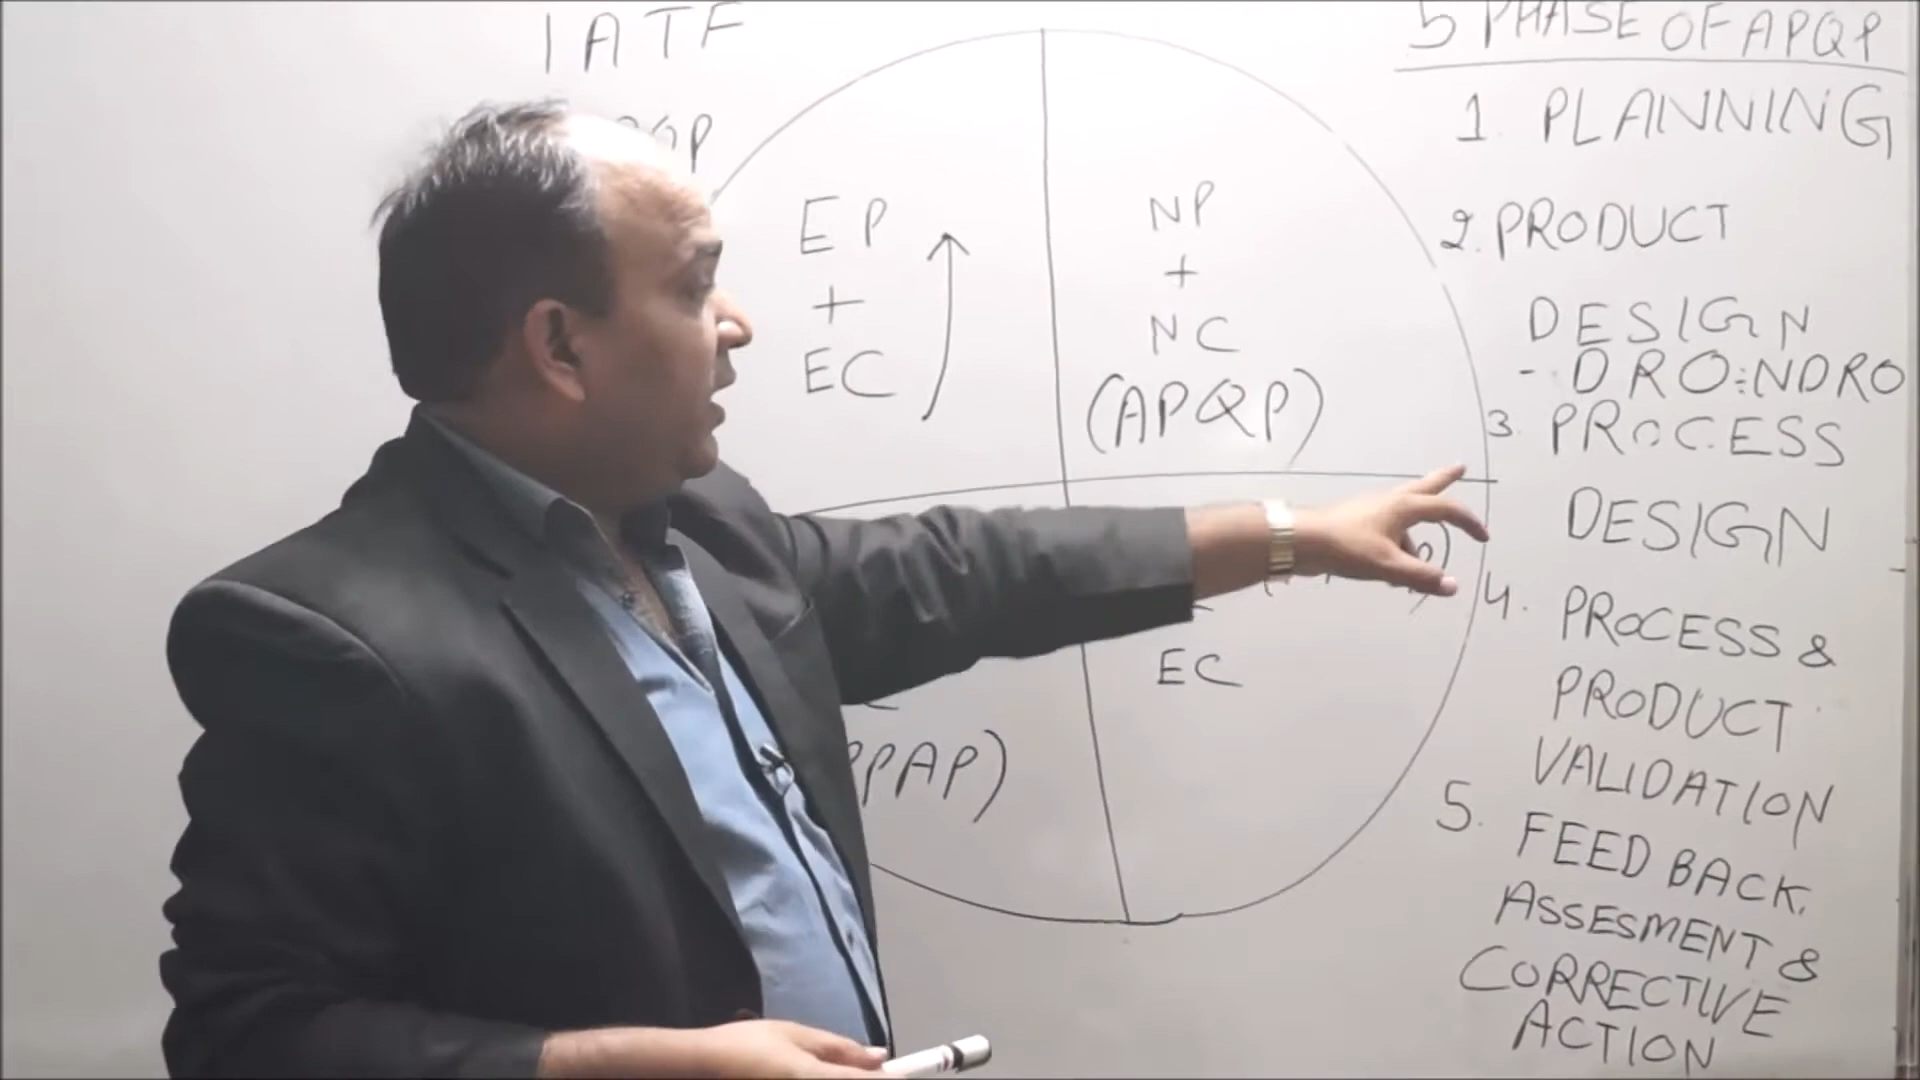 IATF
EP
+
EC
PPAP)
NP
+
NC
(APQP)
EC
5 PHASE OF APQP
1. PLANNING
2. PRODUCT
DESIGN
- DRO÷NDRO
3. PROCESS
DESIGN
4. PROCESS &
PRODUCT
VALIDATION
5. FEED BACK.
ASSESMENT &
CORRECTIVE
ACTION